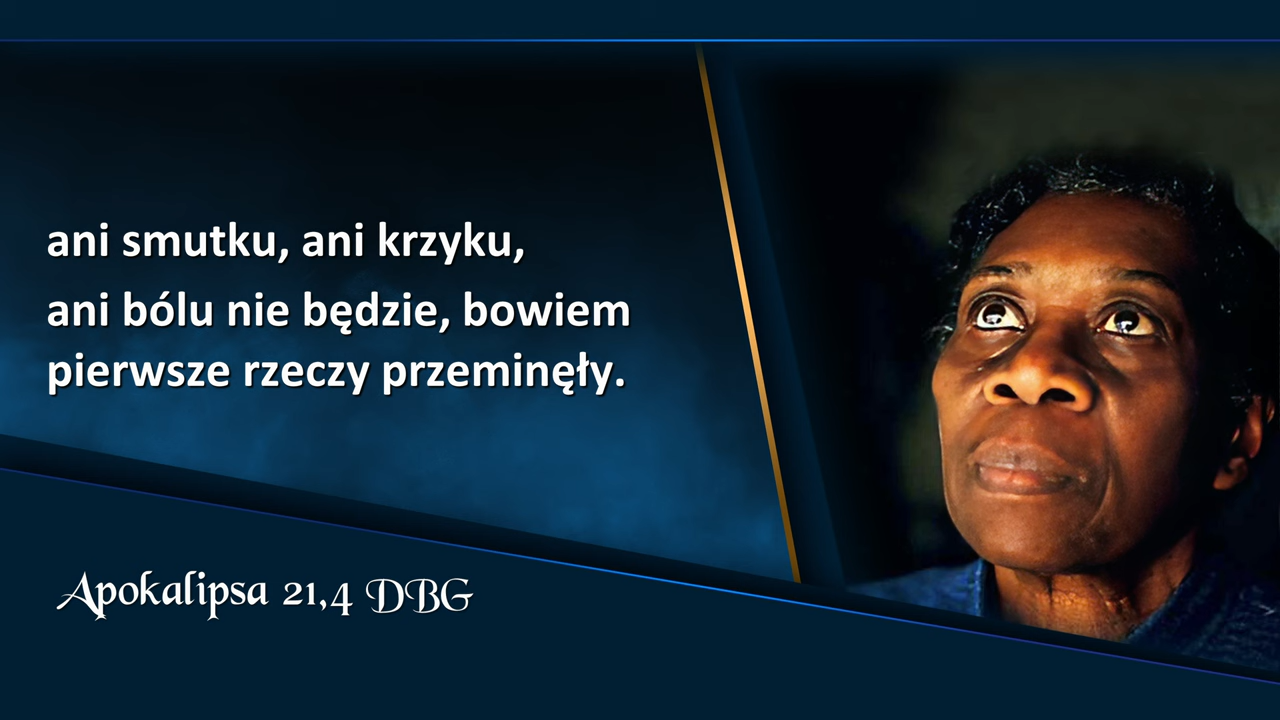 ani smutku, ani krzyku,
ani bólu nie będzie, bowiem
pierwsze rzeczy przeminęły.
Apokalipsa 21,4 DBG